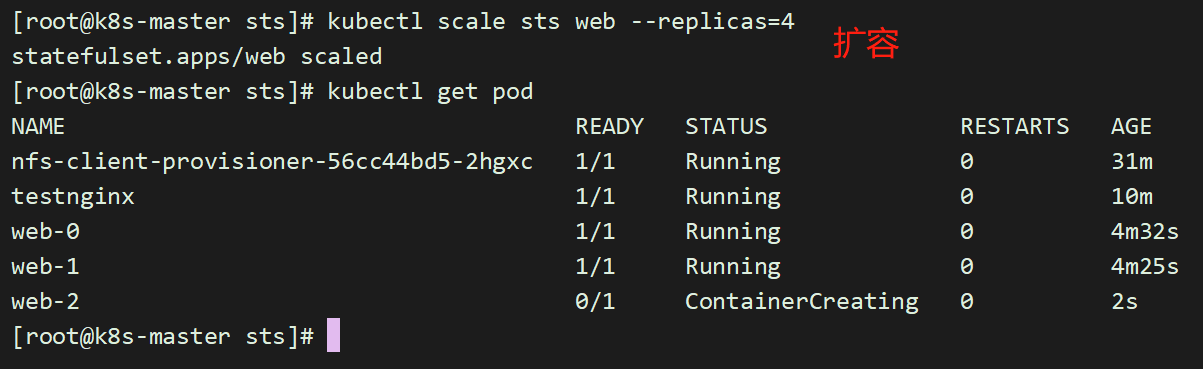 [root@k8s-master sts]# kubectl scale sts web --replicas=4
扩容
statefulset.apps/web scaled
[root@k8s-master sts]# kubectl get pod
NAME READY STATUS RESTARTS AGE
nfs-client-provisioner-56cc44bd5-2hgxc 1/1 Running 0 31m
testnginx 1/1 Running 0 10m
web-0 1/1 Running 0 4m32s
web-1 1/1 Running 0 4m25s
web-2 0/1 ContainerCreating 0 2s
[root@k8s-master sts]#